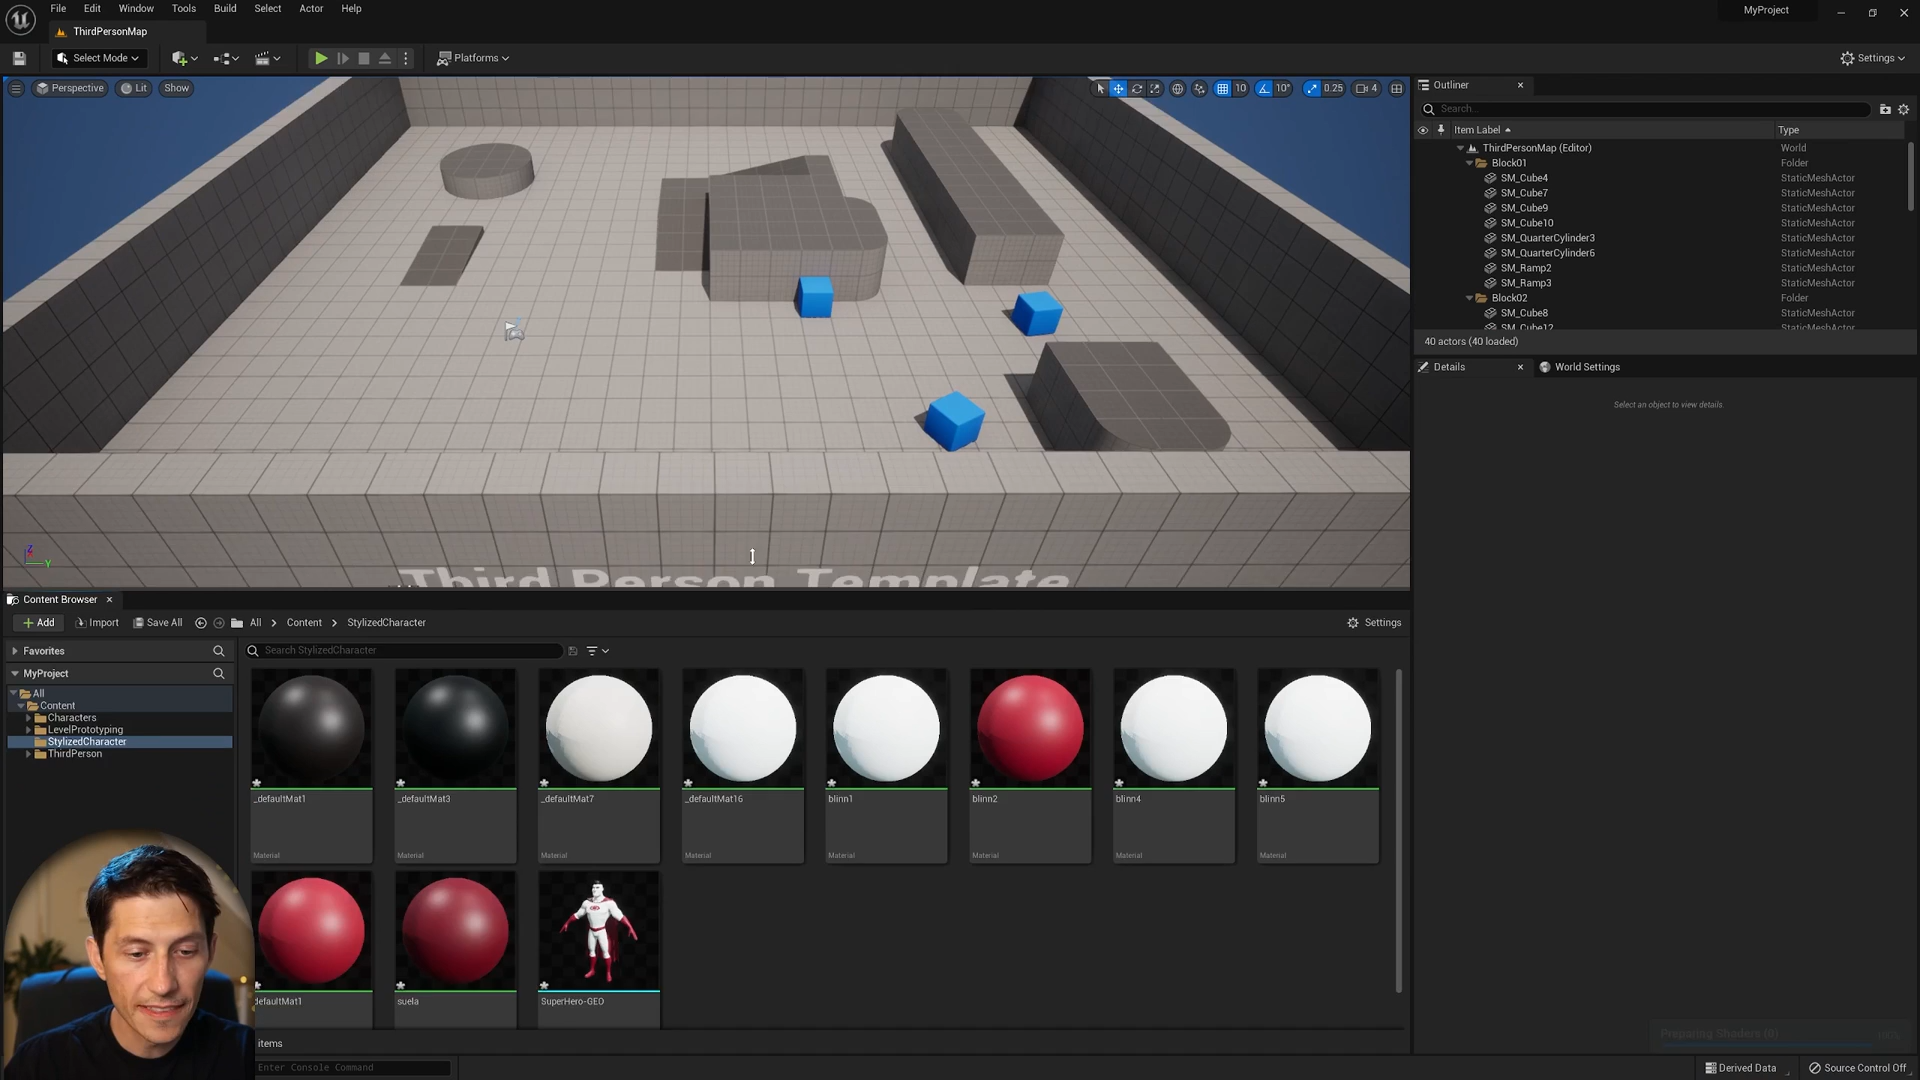 File Edit Window Tools Build Select Actor Help
MyProject
ThirdPersonMap
Select Mode
Platforms
Settings
Perspective Lit Show
10 10° 0.25 4
Third Person Template
Outliner
Search...
Item Label Type
ThirdPersonMap (Editor) World
Block01 Folder
SM_Cube4 StaticMeshActor
SM_Cube7 StaticMeshActor
SM_Cube9 StaticMeshActor
SM_Cube10 StaticMeshActor
SM_QuarterCylinder3 StaticMeshActor
SM_QuarterCylinder6 StaticMeshActor
SM_Ramp2 StaticMeshActor
SM_Ramp3 StaticMeshActor
Block02 Folder
SM_Cube8 StaticMeshActor
SM_Cube12 StaticMeshActor
40 actors (40 loaded)
Details World Settings
Select an object to view details.
Content Browser
Add Import Save All All > Content > StylizedCharacter Settings
Favorites
Search StylizedCharacter
MyProject
All
Content
Characters
LevelPrototyping
StylizedCharacter
ThirdPerson
_defaultMat1 _defaultMat3 _defaultMat7 _defaultMat16 blinn1 blinn2 blinn4 blinn5
Material Material Material Material Material Material Material Material
defaultMat1 suela SuperHero-GEO
items
Enter Console Command
Preparing Shaders (8)
100%
Derived Data Source Control Off